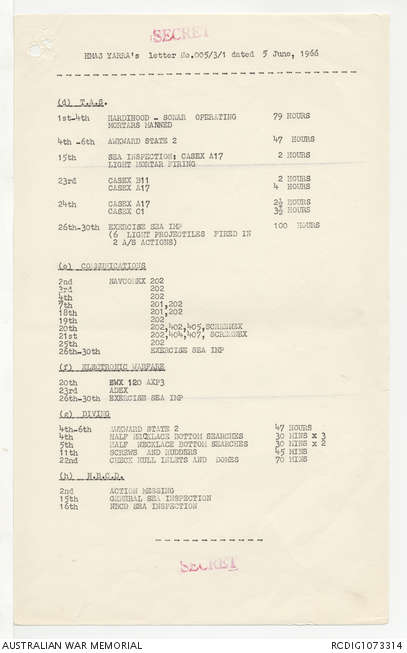 SECRET
HMAS YARRA's letter No.005/3/1 dated 5 June, 1966
(d) T.A.S.
1st-4th HARDIHOOD - SONAR OPERATING 79 HOURS
MORTARS MANNED
4th -6th AWKWARD STATE 2 47 HOURS
15th SEA INSPECTION: CASEX A17 2 HOURS
LIGHT MORTAR FIRING
23rd CASEX B11 2 HOURS
CASEX A17 4 HOURS
24th CASEX A17 2½ HOURS
CASEX C1 3½ HOURS
26th-30th EXERCISE SEA IMP 100 HOURS
(6 LIGHT PROJECTILES FIRED IN
2 A/S ACTIONS)
(e) COMMUNICATIONS
2nd NAVCOMEX 202
3rd 202
4th 202
7th 201,202
18th 201,202
19th 202
20th 202,402,405,SCRENEX
21st 202,404,407, SCRENEX
25th 202
26th-30th EXERCISE SEA IMP
(f) ELECTRONIC WARFARE
20th EWX 120 AXP3
23rd ADEX
26th-30th EXERCISE SEA IMP
(g) DIVING
4th-6th AWKWARD STATE 2 47 HOURS
4th HALF NECKLACE BOTTOM SEARCHES 30 MINS x 3
5th HALF NECKLACE BOTTOM SEARCHES 30 MINS x 2
11th SCREWS AND RUDDERS 45 MINS
22nd CHECK HULL INLETS AND DOMES 70 MINS
(h) N.B.C.D.
2nd ACTION MESSING
15th GENERAL SEA INSPECTION
16th NBCD SEA INSPECTION
SECRET
AUSTRALIAN WAR MEMORIAL RCDIG1073314